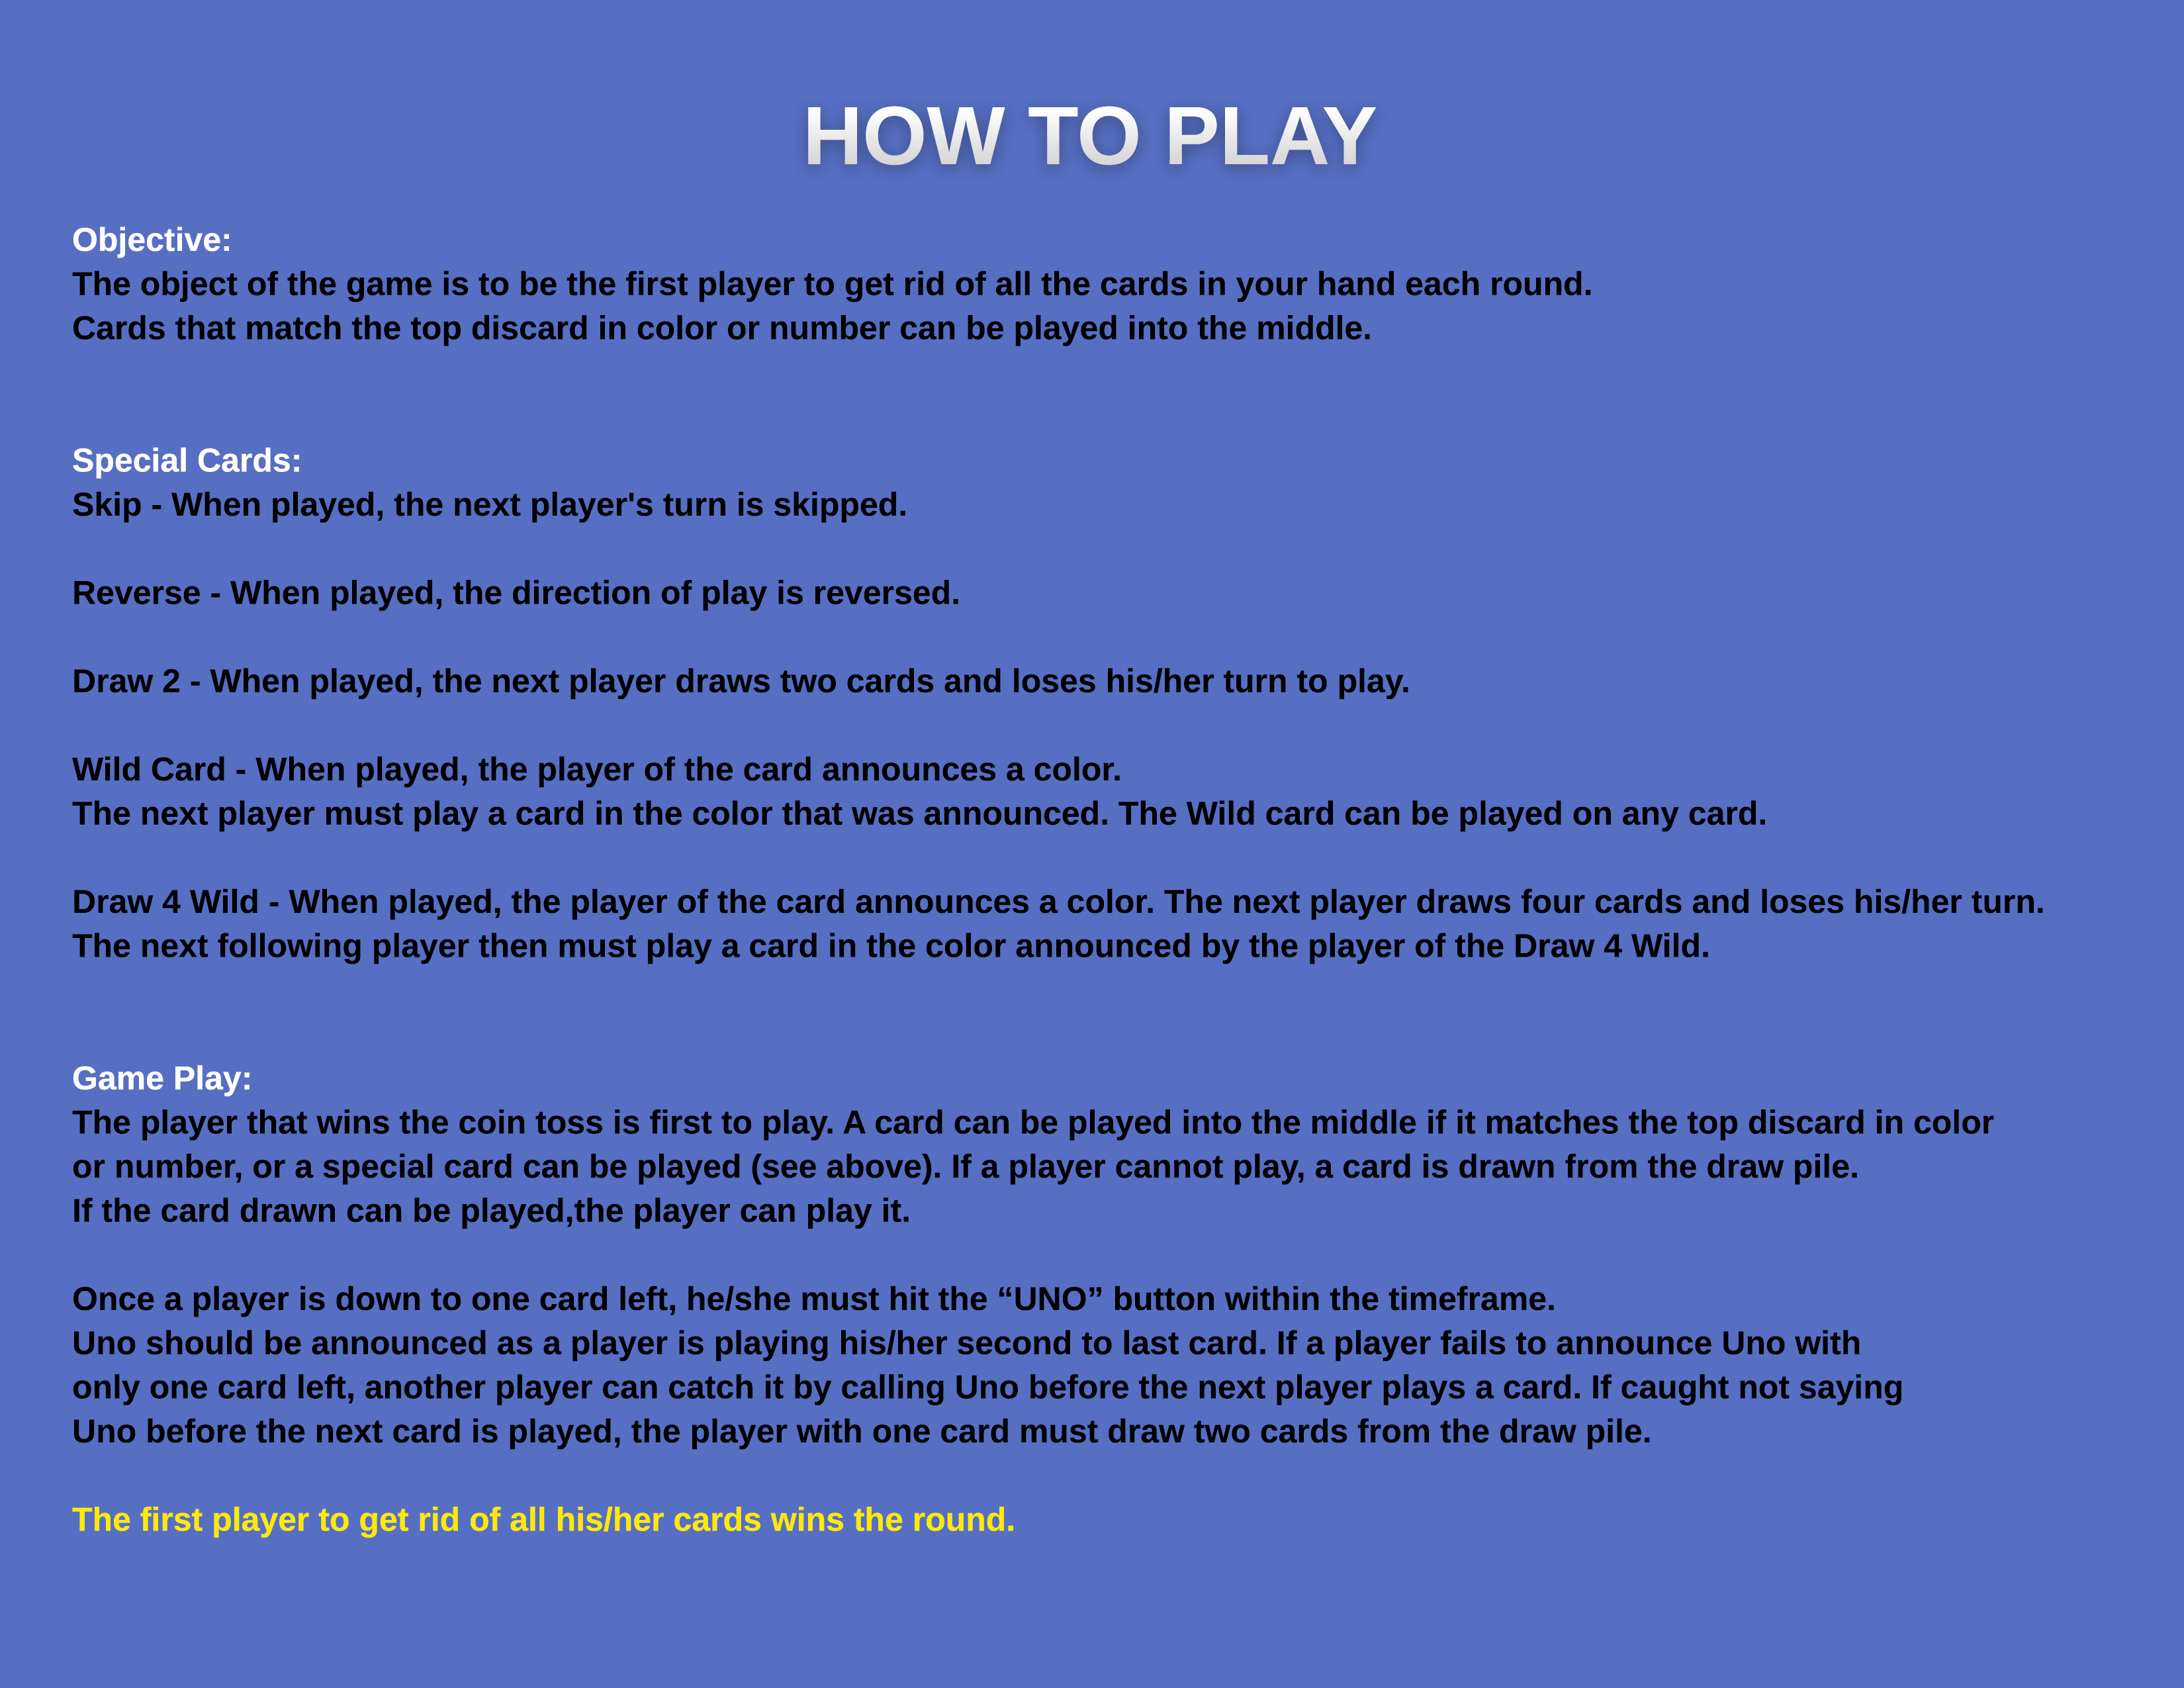 HOW TO PLAY
Objective:
The object of the game is to be the first player to get rid of all the cards in your hand each round.
Cards that match the top discard in color or number can be played into the middle.
Special Cards:
Skip - When played, the next player's turn is skipped.
Reverse - When played, the direction of play is reversed.
Draw 2 - When played, the next player draws two cards and loses his/her turn to play.
Wild Card - When played, the player of the card announces a color.
The next player must play a card in the color that was announced. The Wild card can be played on any card.
Draw 4 Wild - When played, the player of the card announces a color. The next player draws four cards and loses his/her turn.
The next following player then must play a card in the color announced by the player of the Draw 4 Wild.
Game Play:
The player that wins the coin toss is first to play. A card can be played into the middle if it matches the top discard in color
or number, or a special card can be played (see above). If a player cannot play, a card is drawn from the draw pile.
If the card drawn can be played,the player can play it.
Once a player is down to one card left, he/she must hit the “UNO” button within the timeframe.
Uno should be announced as a player is playing his/her second to last card. If a player fails to announce Uno with
only one card left, another player can catch it by calling Uno before the next player plays a card. If caught not saying
Uno before the next card is played, the player with one card must draw two cards from the draw pile.
The first player to get rid of all his/her cards wins the round.